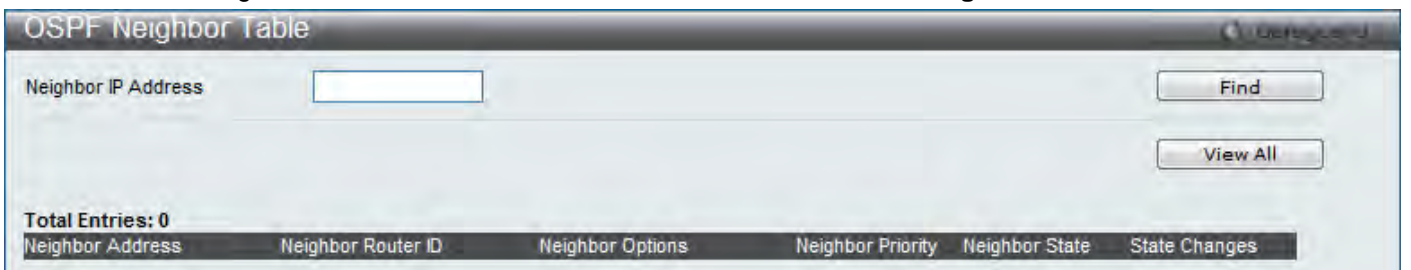 OSPF Neighbor Table
Neighbor IP Address
Find
View All
Total Entries: 0
Neighbor Address Neighbor Router ID Neighbor Options Neighbor Priority Neighbor State State Changes